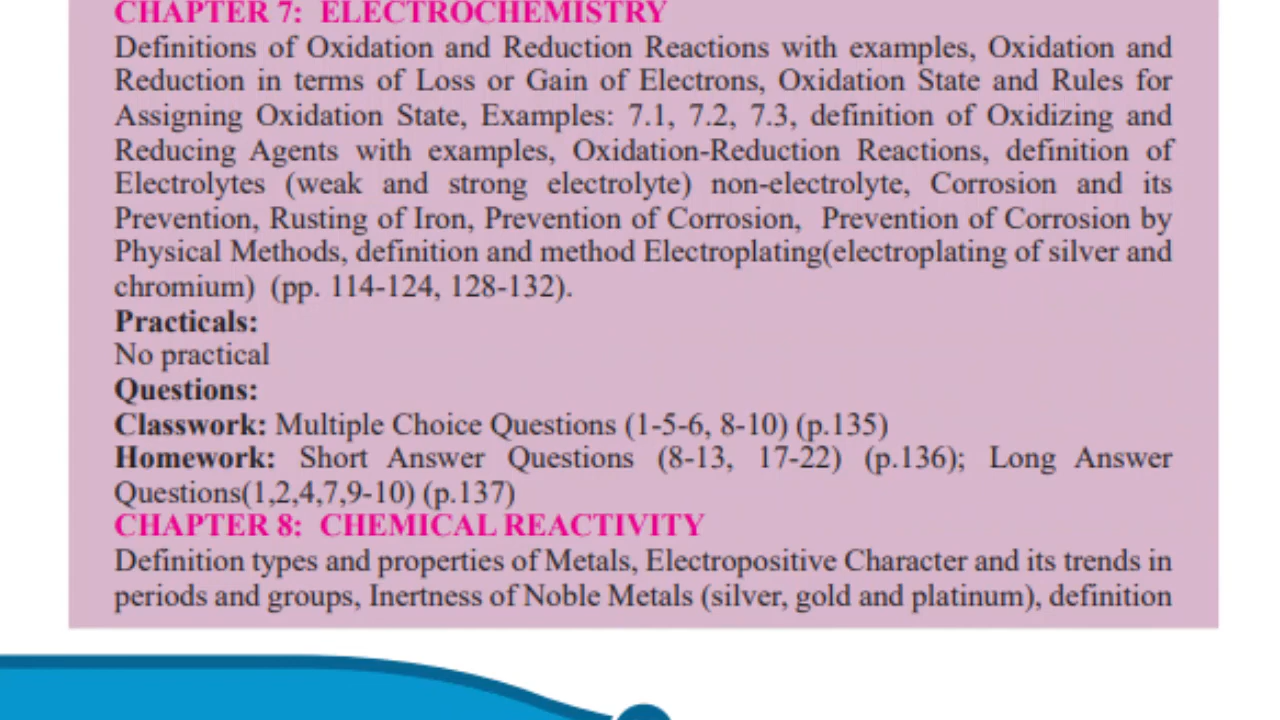 CHAPTER 7: ELECTROCHEMISTRY
Definitions of Oxidation and Reduction Reactions with examples, Oxidation and
Reduction in terms of Loss or Gain of Electrons, Oxidation State and Rules for
Assigning Oxidation State, Examples: 7.1, 7.2, 7.3, definition of Oxidizing and
Reducing Agents with examples, Oxidation-Reduction Reactions, definition of
Electrolytes (weak and strong electrolyte) non-electrolyte, Corrosion and its
Prevention, Rusting of Iron, Prevention of Corrosion, Prevention of Corrosion by
Physical Methods, definition and method Electroplating(electroplating of silver and
chromium) (pp. 114-124, 128-132).
Practicals:
No practical
Questions:
Classwork: Multiple Choice Questions (1-5-6, 8-10) (p.135)
Homework: Short Answer Questions (8-13, 17-22) (p.136); Long Answer
Questions(1,2,4,7,9-10) (p.137)
CHAPTER 8: CHEMICAL REACTIVITY
Definition types and properties of Metals, Electropositive Character and its trends in
periods and groups, Inertness of Noble Metals (silver, gold and platinum), definition